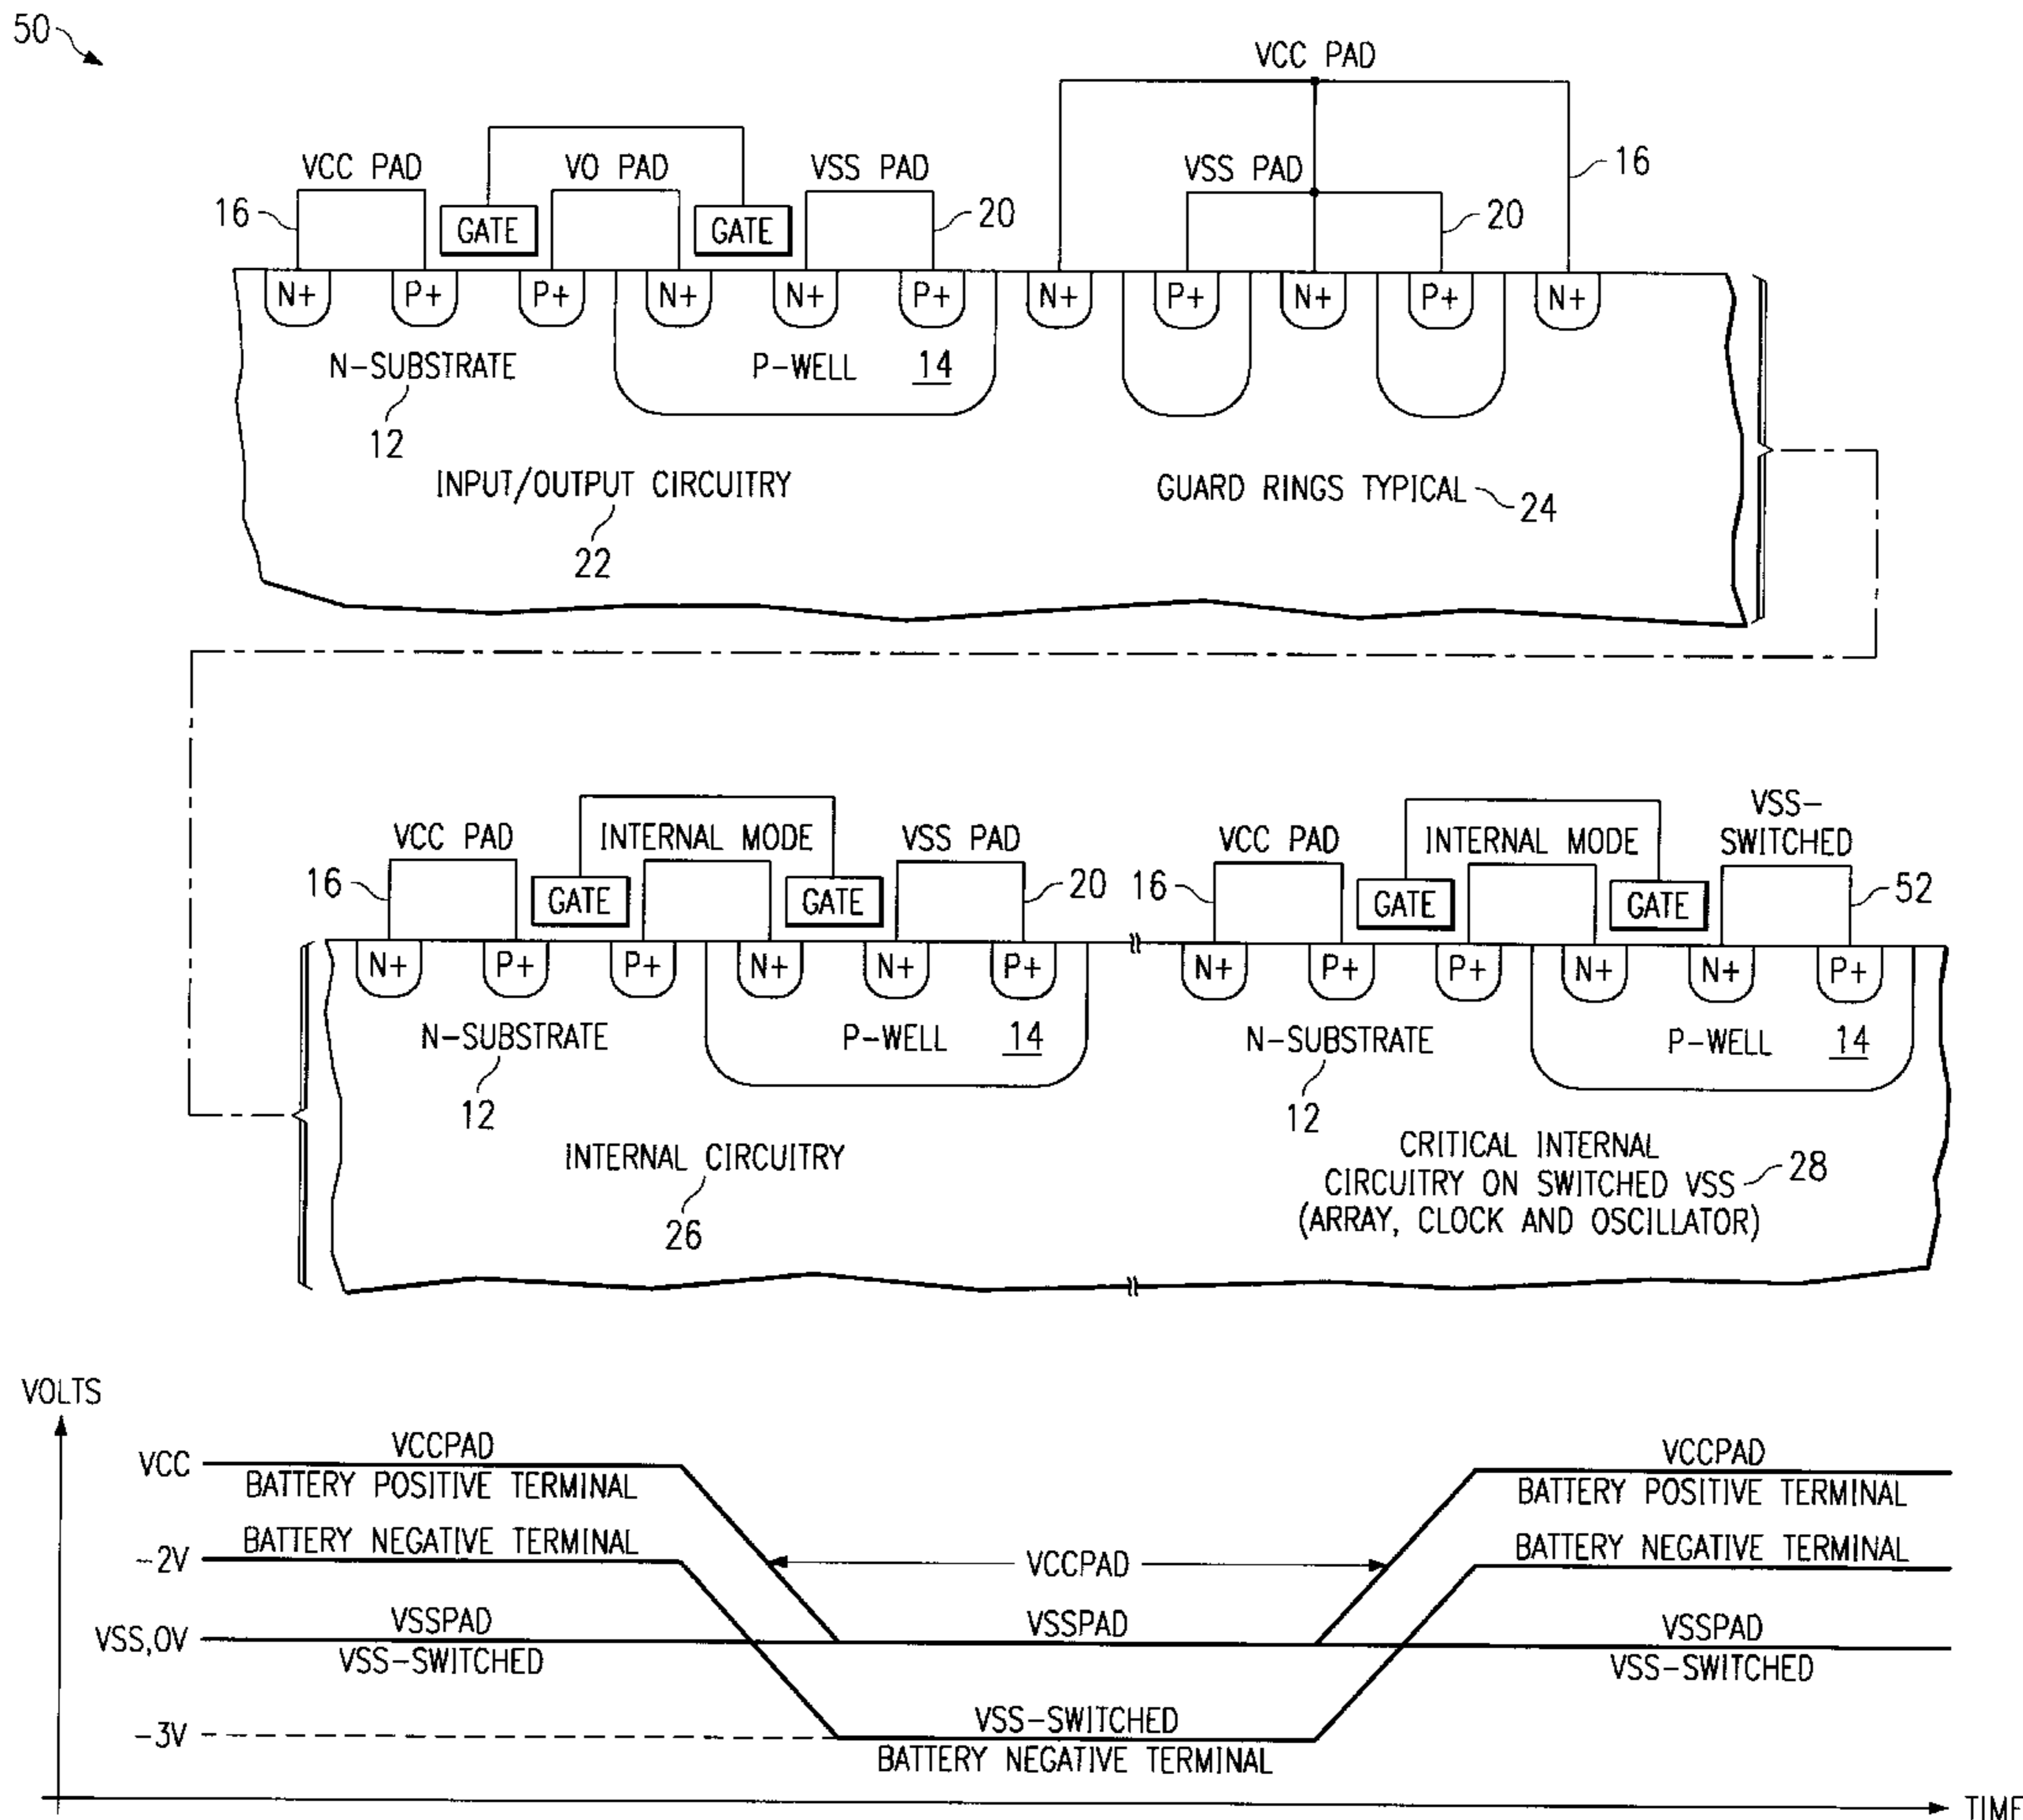 50
VCC PAD
VCC PAD
VO PAD
VSS PAD
VSS PAD
16
16
GATE
GATE
20
20
N+ P+ P+ N+ N+ P+ N+ P+ N+ P+ N+
N-SUBSTRATE
P-WELL 14
12
INPUT/OUTPUT CIRCUITRY
22
GUARD RINGS TYPICAL 24
VSS-
SWITCHED
VCC PAD
INTERNAL MODE
VSS PAD
VCC PAD
INTERNAL MODE
16
GATE
GATE
20
16
GATE
GATE
52
N+ P+ P+ N+ N+ P+ N+ P+ P+ N+ N+ P+
N-SUBSTRATE
P-WELL 14
N-SUBSTRATE
P-WELL 14
12
12
INTERNAL CIRCUITRY
26
CRITICAL INTERNAL
CIRCUITRY ON SWITCHED VSS 28
(ARRAY, CLOCK AND OSCILLATOR)
VOLTS
VCC
VCCPAD
BATTERY POSITIVE TERMINAL
VCCPAD
BATTERY POSITIVE TERMINAL
-2V
BATTERY NEGATIVE TERMINAL
VCCPAD
BATTERY NEGATIVE TERMINAL
VSS,0V
VSSPAD
VSS-SWITCHED
VSSPAD
VSSPAD
VSS-SWITCHED
-3V
VSS-SWITCHED
BATTERY NEGATIVE TERMINAL
TIME